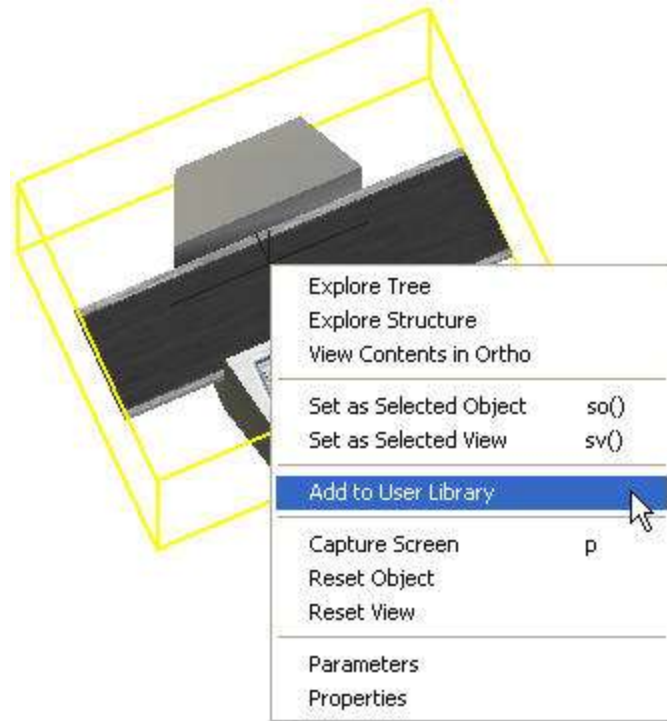 Explore Tree
Explore Structure
View Contents in Ortho
Set as Selected Object so()
Set as Selected View sv()
Add to User Library
Capture Screen p
Reset Object
Reset View
Parameters
Properties